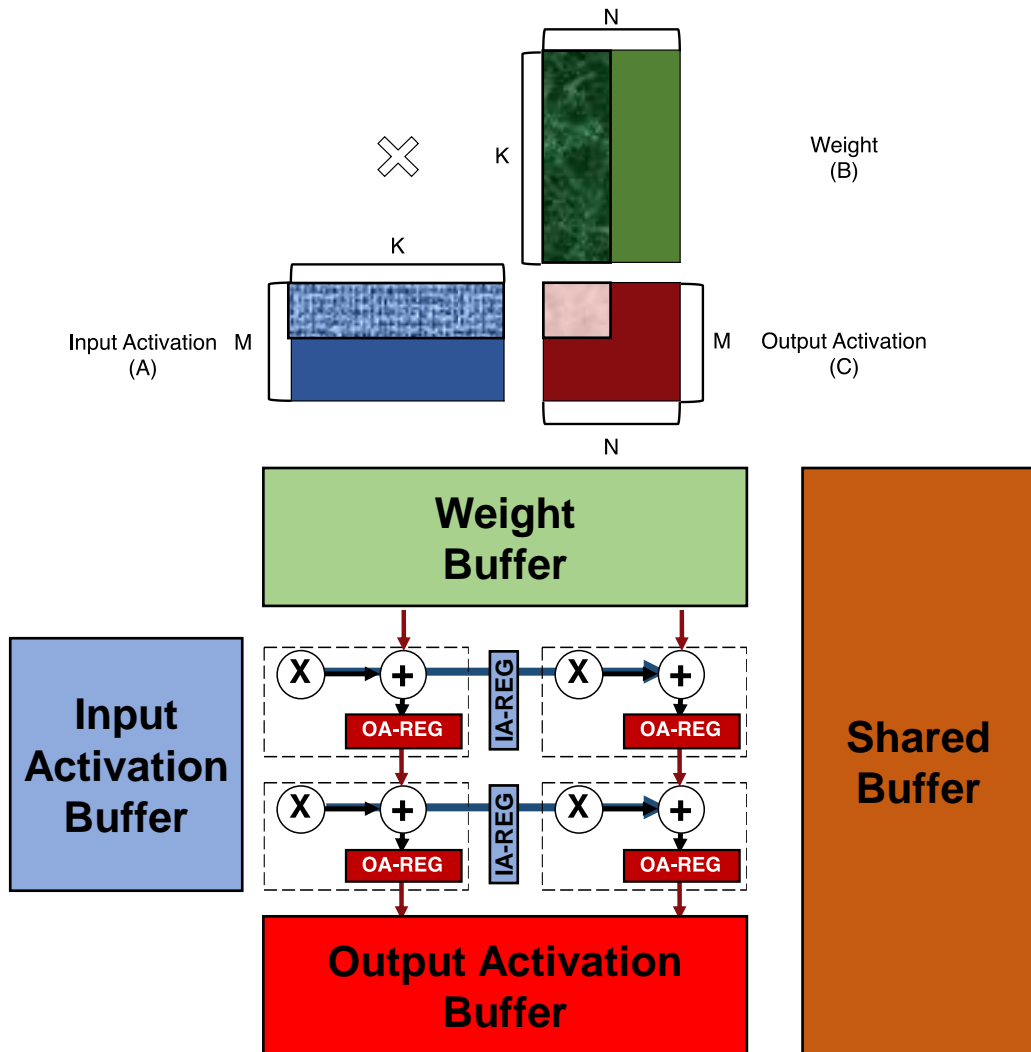 N
K
Weight
(B)
K
Input Activation
(A)
M
M
Output Activation
(C)
N
Weight
Buffer
Input
Activation
Buffer
X
+
IA-REG
X
+
OA-REG
OA-REG
X
+
IA-REG
X
+
OA-REG
OA-REG
Shared
Buffer
Output Activation
Buffer